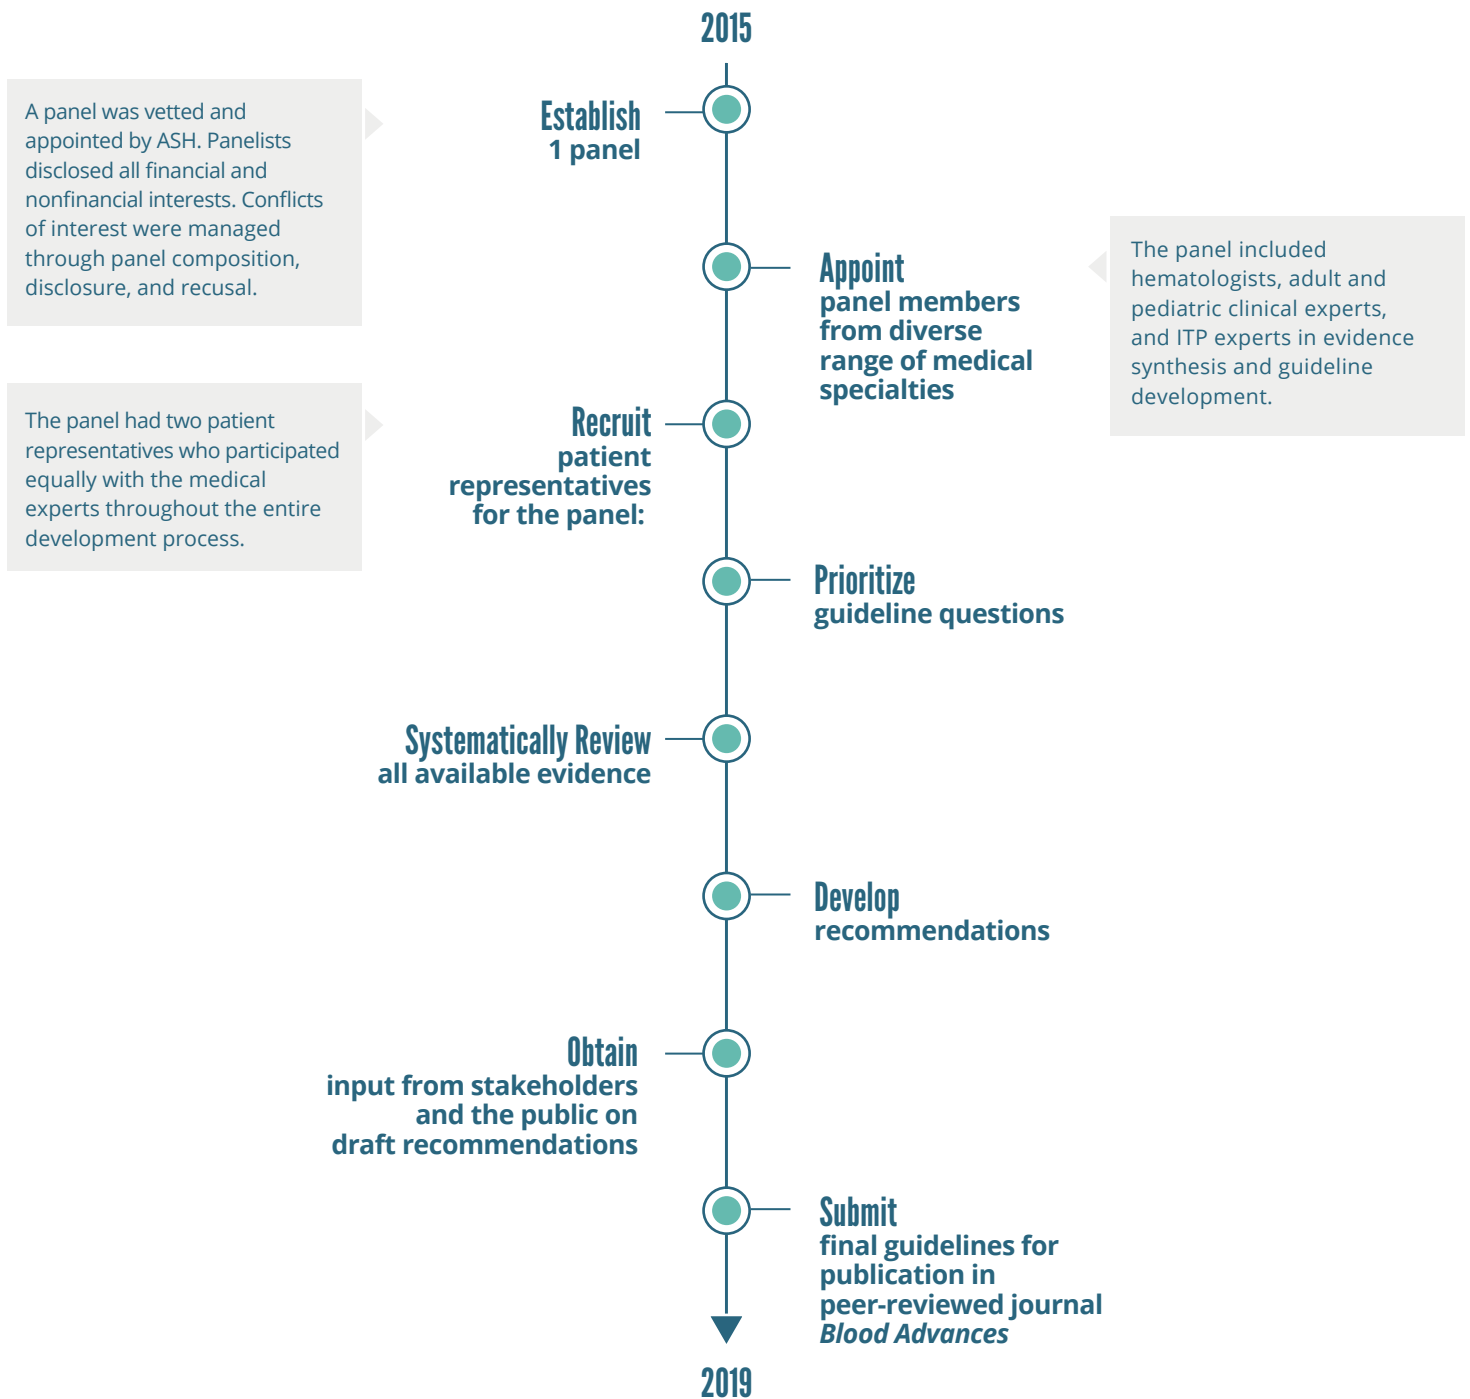 2015
A panel was vetted and
appointed by ASH. Panelists
disclosed all financial and
nonfinancial interests. Conflicts
of interest were managed
through panel composition,
disclosure, and recusal.
Establish
1 panel
Appoint
panel members
from diverse
range of medical
specialties
The panel included
hematologists, adult and
pediatric clinical experts,
and ITP experts in evidence
synthesis and guideline
development.
The panel had two patient
representatives who participated
equally with the medical
experts throughout the entire
development process.
Recruit
patient
representatives
for the panel:
Prioritize
guideline questions
Systematically Review
all available evidence
Develop
recommendations
Obtain
input from stakeholders
and the public on
draft recommendations
Submit
final guidelines for
publication in
peer-reviewed journal
Blood Advances
2019